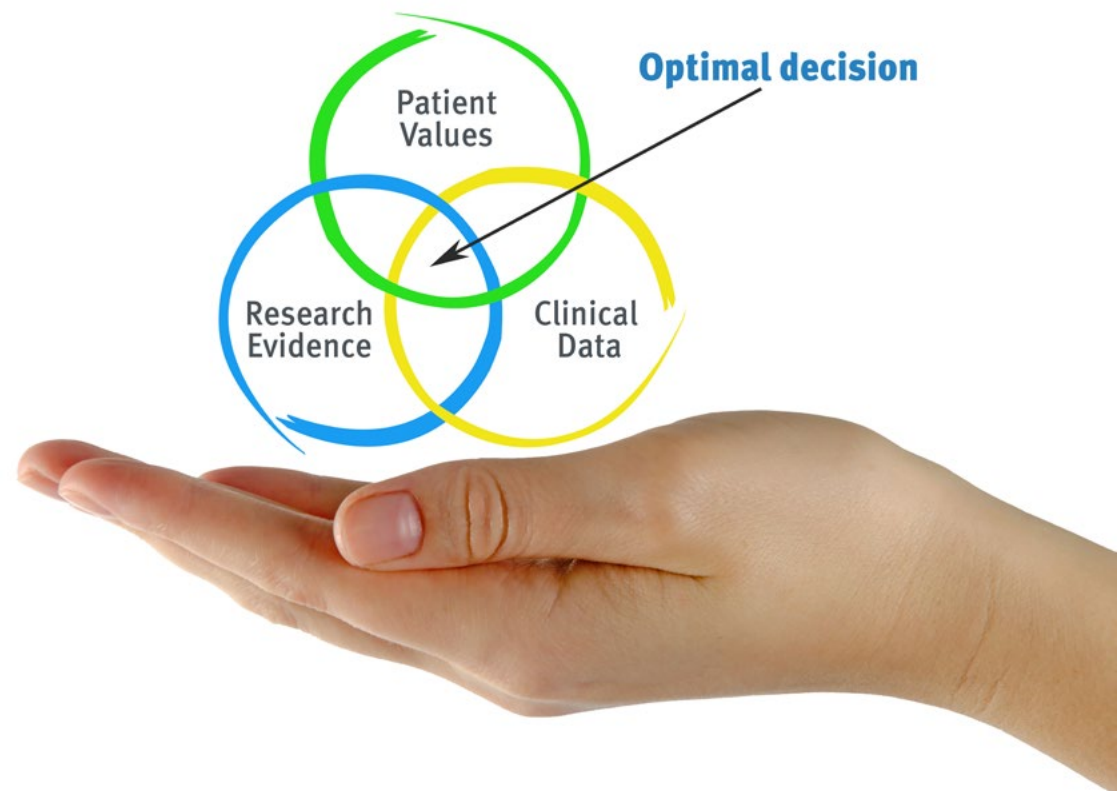 Optimal decision
Patient
Values
Research
Evidence
Clinical
Data